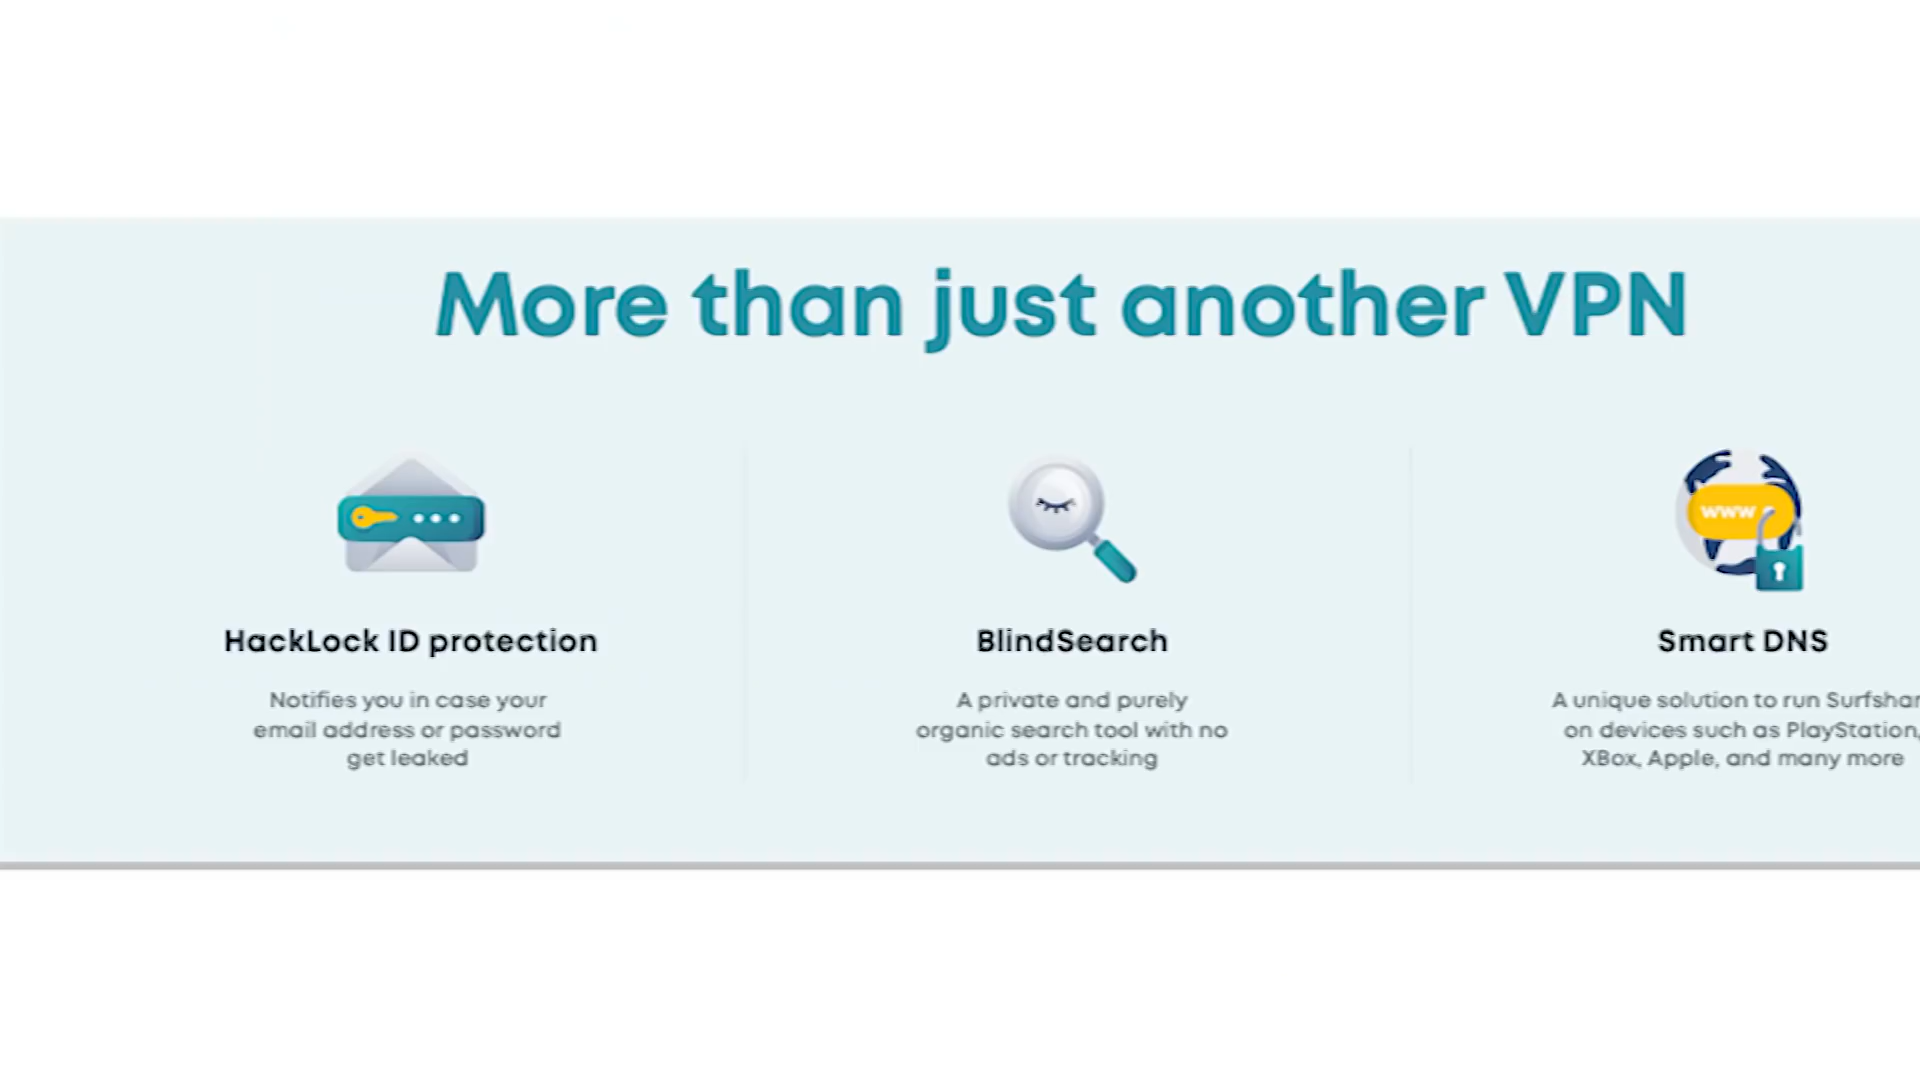 More than just another VPN
www
HackLock ID protection
Notifies you in case your
email address or password
get leaked
BlindSearch
A private and purely
organic search tool with no
ads or tracking
Smart DNS
A unique solution to run Surfshar
on devices such as PlayStation,
XBox, Apple, and many more